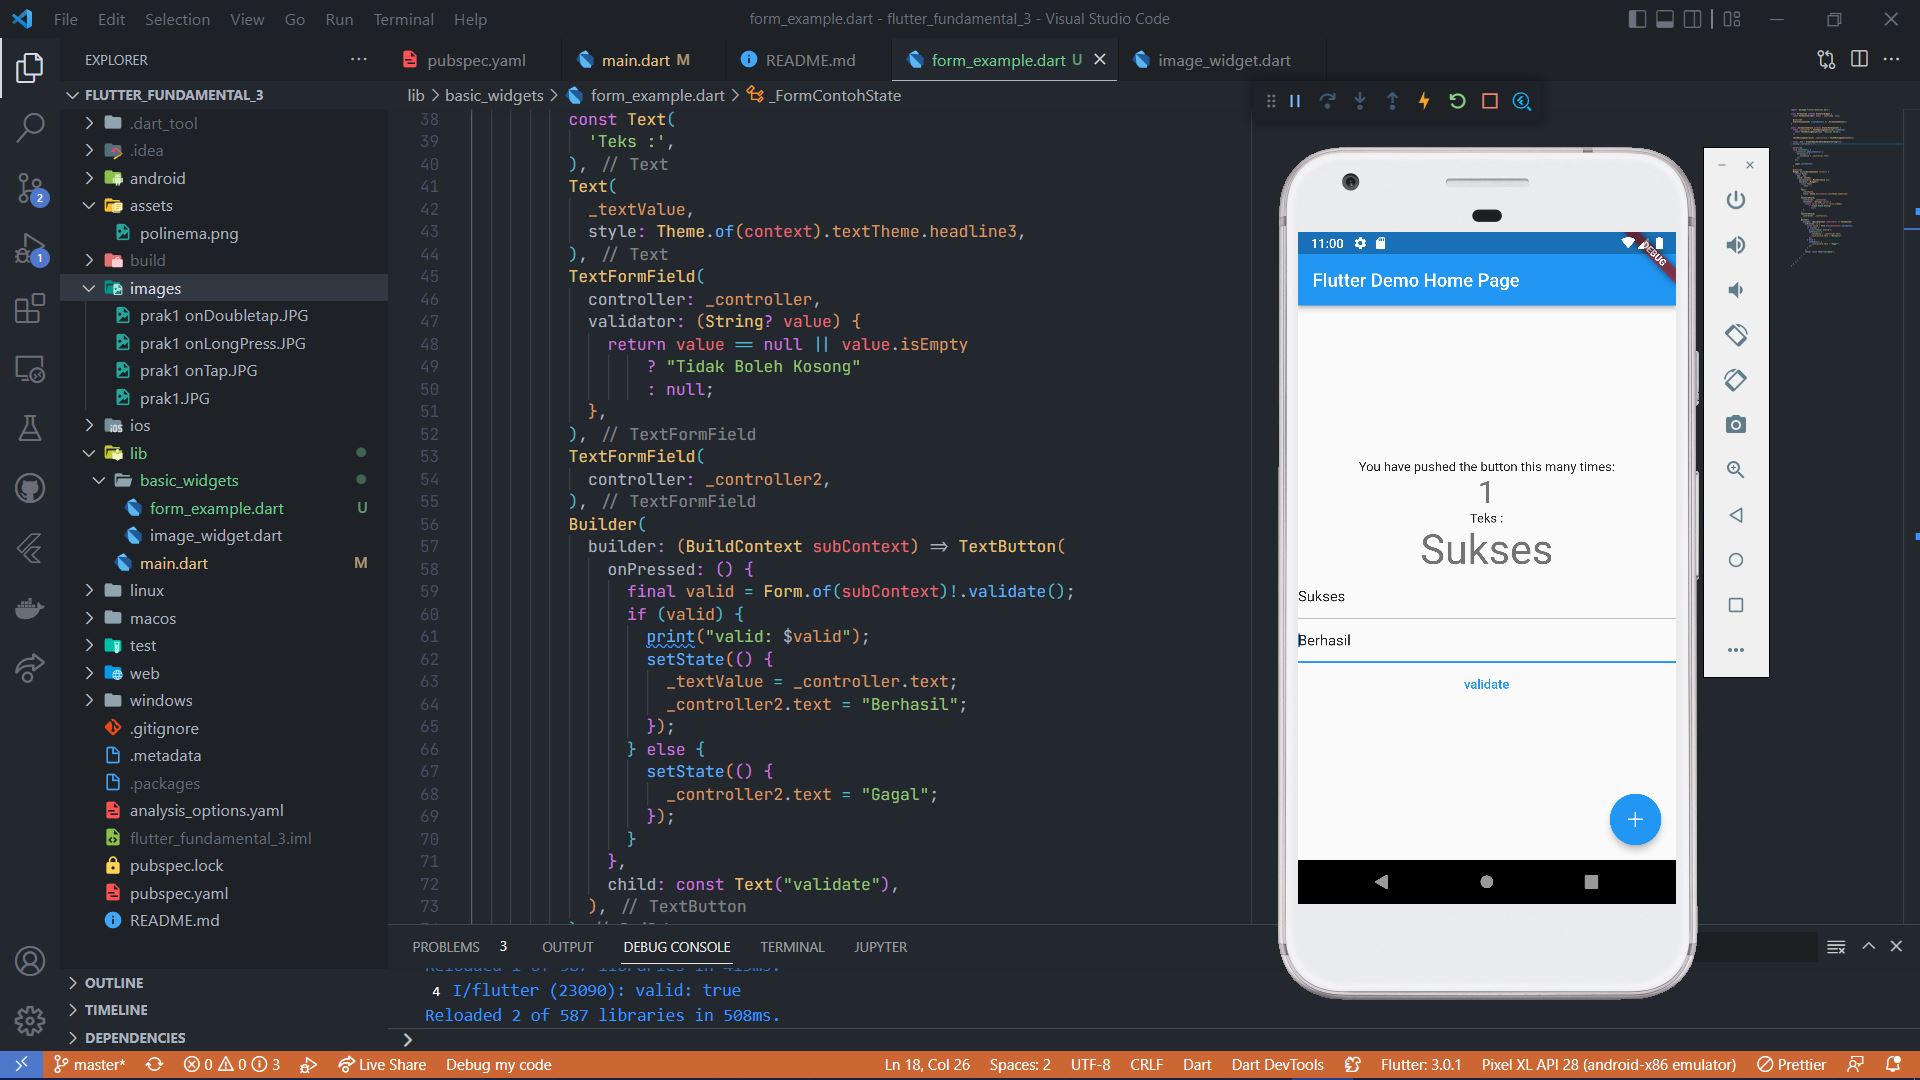 File Edit Selection View Go Run Terminal Help
form_example.dart - flutter_fundamental_3 - Visual Studio Code
EXPLORER
pubspec.yaml
main.dart M
README.md
form_example.dart U
image_widget.dart
FLUTTER_FUNDAMENTAL_3
.dart_tool
.idea
android
assets
polinema.png
build
images
prak1 onDoubletap.JPG
prak1 onLongPress.JPG
prak1 onTap.JPG
prak1.JPG
ios
lib
basic_widgets
form_example.dart U
image_widget.dart
main.dart M
linux
macos
test
web
windows
.gitignore
.metadata
.packages
analysis_options.yaml
flutter_fundamental_3.iml
pubspec.lock
pubspec.yaml
README.md
OUTLINE
TIMELINE
DEPENDENCIES
2
1
lib > basic_widgets > form_example.dart > _FormContohState
38 const Text(
39 'Teks :',
40 ), // Text
41 Text(
42 _textValue,
43 style: Theme.of(context).textTheme.headline3,
44 ), // Text
45 TextFormField(
46 controller: _controller,
47 validator: (String? value) {
48 return value == null || value.isEmpty
49 ? "Tidak Boleh Kosong"
50 : null;
51 },
52 ), // TextFormField
53 TextFormField(
54 controller: _controller2,
55 ), // TextFormField
56 Builder(
57 builder: (BuildContext subContext) => TextButton(
58 onPressed: () {
59 final valid = Form.of(subContext)!.validate();
60 if (valid) {
61 print("valid: $valid");
62 setState(() {
63 _textValue = _controller.text;
64 _controller2.text = "Berhasil";
65 });
66 } else {
67 setState(() {
68 _controller2.text = "Gagal";
69 });
70 }
71 },
72 child: const Text("validate"),
73 ), // TextButton
11:00
DEBUG
Flutter Demo Home Page
You have pushed the button this many times:
1
Teks :
Sukses
Sukses
Berhasil
validate
PROBLEMS 3 OUTPUT DEBUG CONSOLE TERMINAL JUPYTER
4 I/flutter (23090): valid: true
Reloaded 2 of 587 libraries in 508ms.
master* 0 0 3 Live Share Debug my code Ln 18, Col 26 Spaces: 2 UTF-8 CRLF Dart Dart DevTools Flutter: 3.0.1 Pixel XL API 28 (android-x86 emulator) Prettier